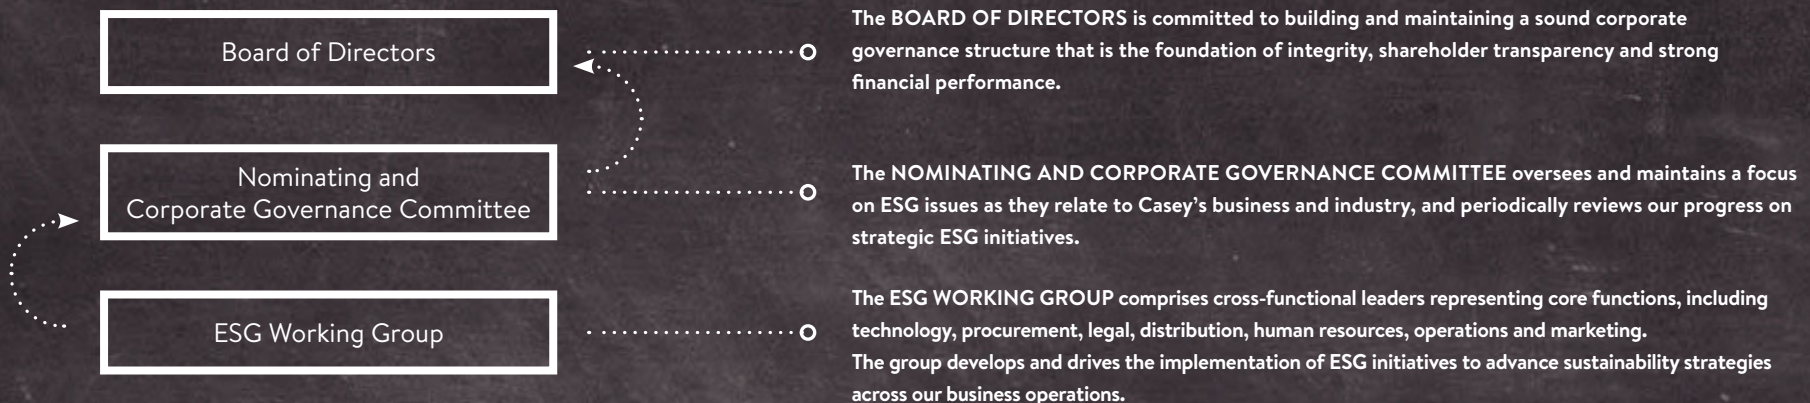 Board of Directors
The BOARD OF DIRECTORS is committed to building and maintaining a sound corporate
governance structure that is the foundation of integrity, shareholder transparency and strong
financial performance.
Nominating and
Corporate Governance Committee
The NOMINATING AND CORPORATE GOVERNANCE COMMITTEE oversees and maintains a focus
on ESG issues as they relate to Casey’s business and industry, and periodically reviews our progress on
strategic ESG initiatives.
ESG Working Group
The ESG WORKING GROUP comprises cross-functional leaders representing core functions, including
technology, procurement, legal, distribution, human resources, operations and marketing.
The group develops and drives the implementation of ESG initiatives to advance sustainability strategies
across our business operations.